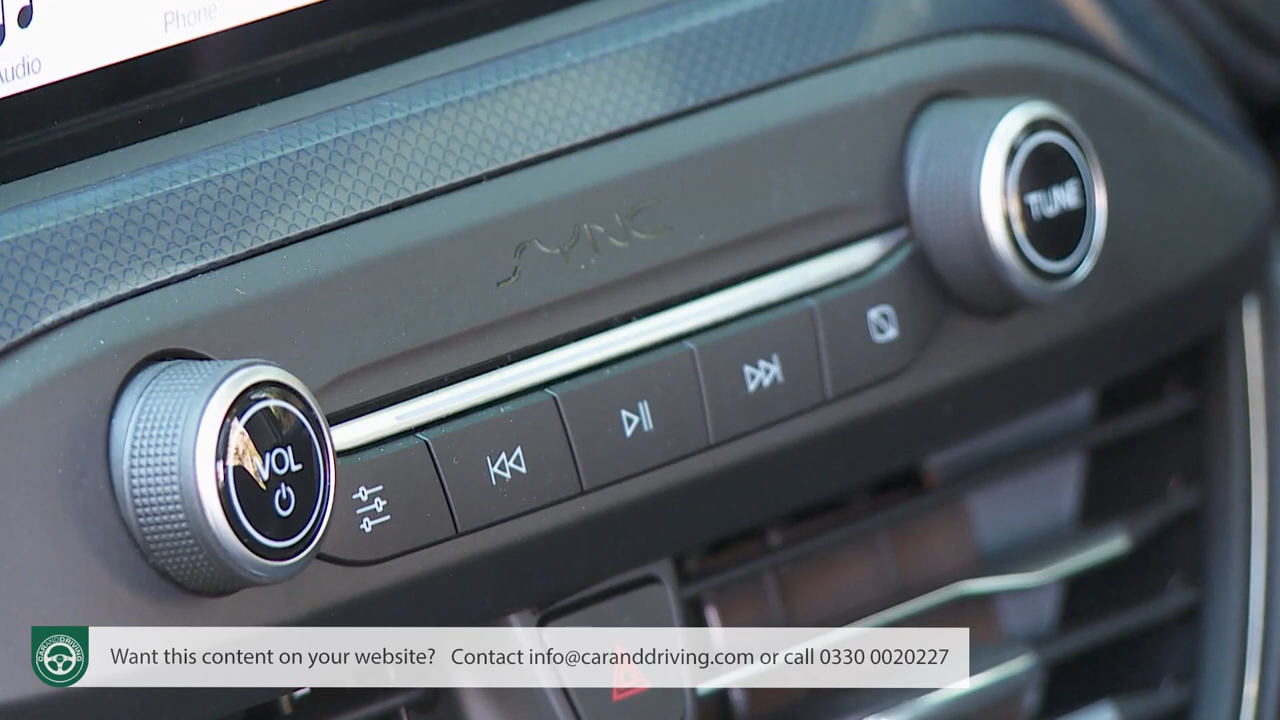 Phone
Audio
SYNC
TUNE
VOL
CARANDDRIVING
Want this content on your website? Contact info@caranddriving.com or call 0330 0020227